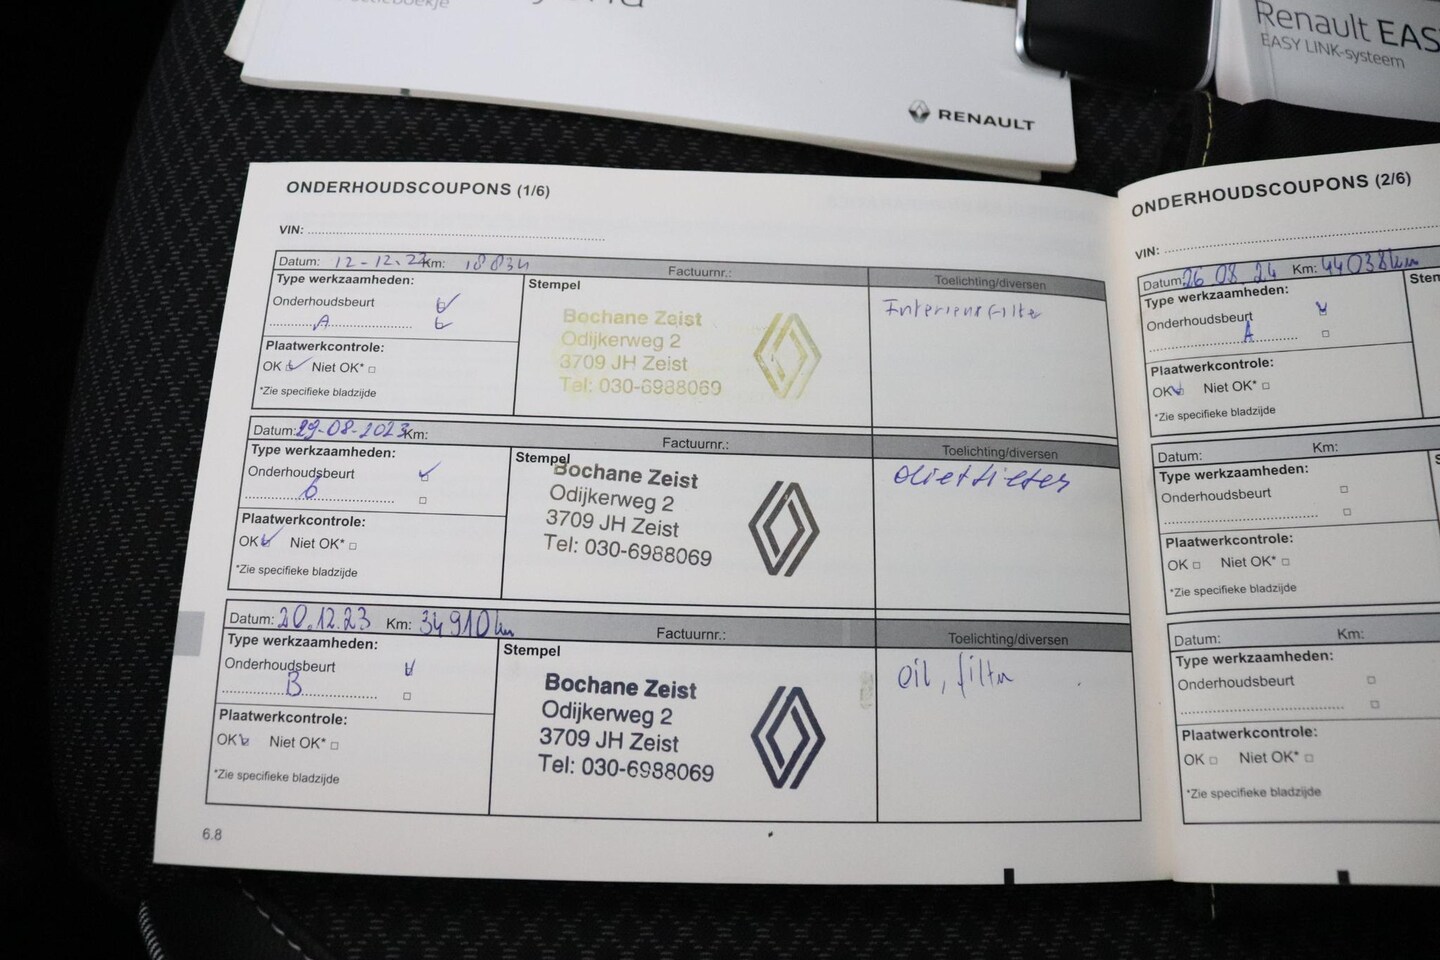 RENAULT
Renault EAS
EASY LINK-systeem
ONDERHOUDSCOUPONS (1/6)
VIN:
Datum: 12-12.22 Km: 18834 Factuurnr.: Toelichting/diversen
Type werkzaamheden:
Stempel
Onderhoudsbeurt
A
Plaatwerkcontrole:
OK Niet OK*
*Zie specifieke bladzijde
Bochane Zeist
Odijkerweg 2
3709 JH Zeist
Tel: 030-6988069
Interieurfilter
Datum: 29-08-2023 Km: Factuurnr.: Toelichting/diversen
Type werkzaamheden:
Stempel
Onderhoudsbeurt
Plaatwerkcontrole:
OK Niet OK*
*Zie specifieke bladzijde
Bochane Zeist
Odijkerweg 2
3709 JH Zeist
Tel: 030-6988069
Datum: 20.12.23 Km: 34910 km Factuurnr.: Toelichting/diversen
Type werkzaamheden:
Stempel
Onderhoudsbeurt
B
Plaatwerkcontrole:
OK Niet OK*
*Zie specifieke bladzijde
Bochane Zeist
Odijkerweg 2
3709 JH Zeist
Tel: 030-6988069
oil, filter
6.8
ONDERHOUDSCOUPONS (2/6)
VIN:
Datum: 26.08.24 Km: 44038 km
Type werkzaamheden:
Stem
Onderhoudsbeurt
A
Plaatwerkcontrole:
OK Niet OK*
*Zie specifieke bladzijde
Datum: Km:
Type werkzaamheden:
Onderhoudsbeurt
Plaatwerkcontrole:
OK Niet OK*
*Zie specifieke bladzijde
Datum: Km:
Type werkzaamheden:
Onderhoudsbeurt
Plaatwerkcontrole:
OK Niet OK*
*Zie specifieke bladzijde